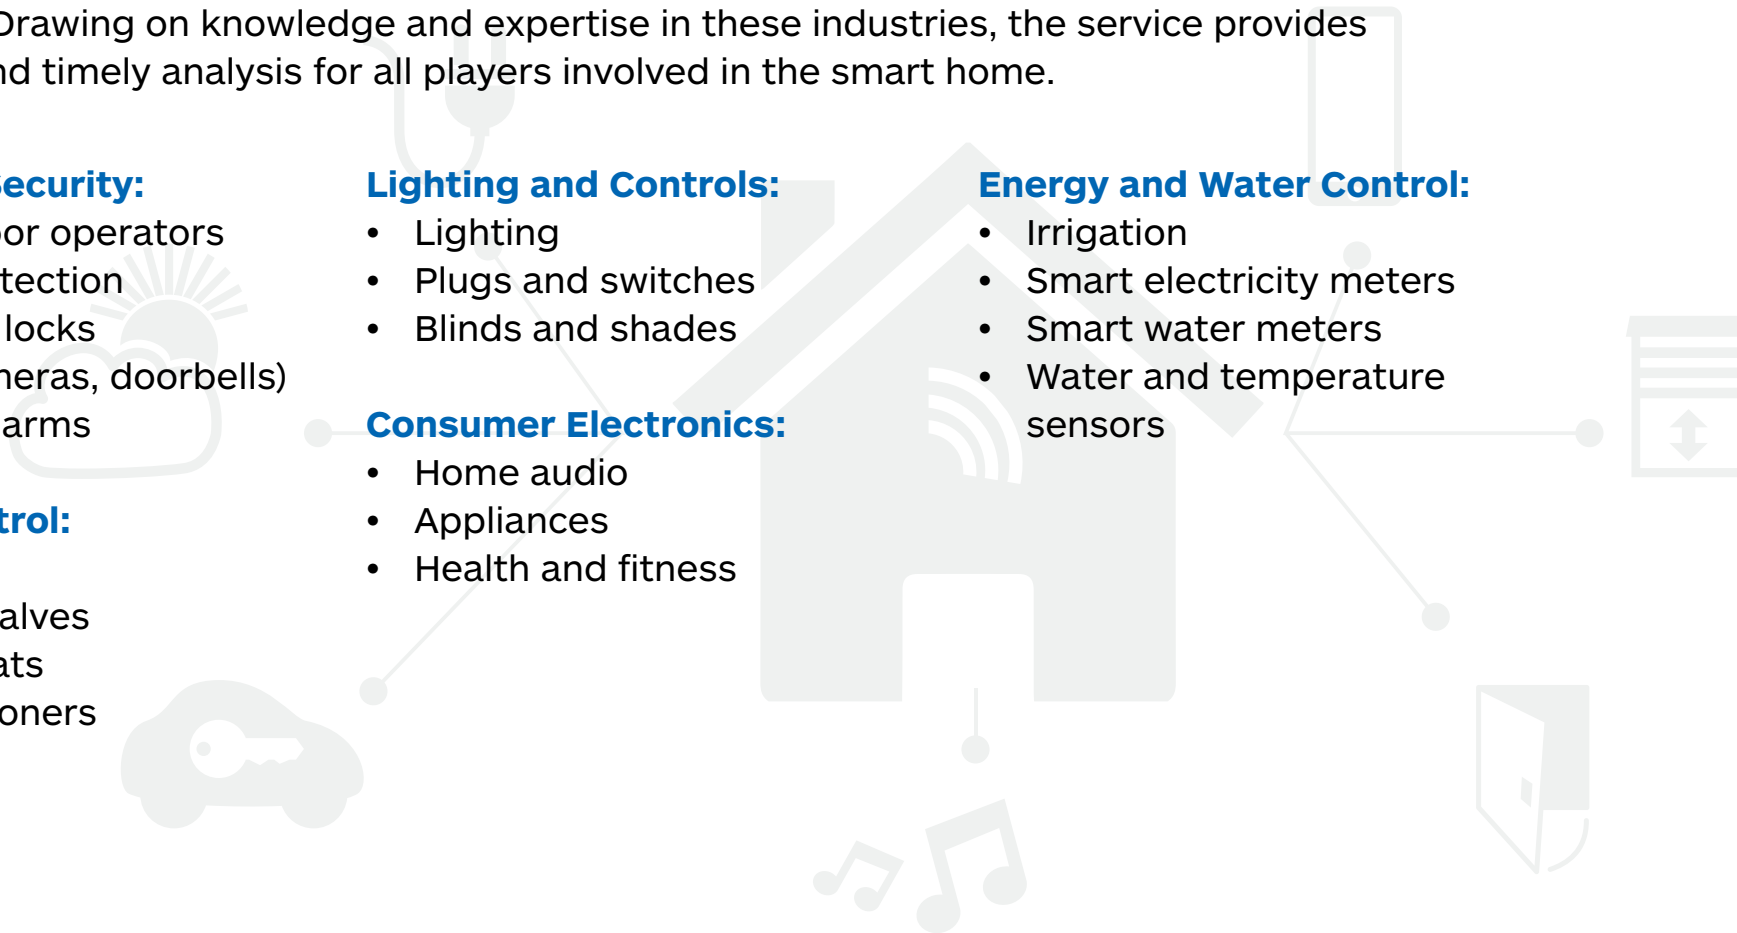 Drawing on knowledge and expertise in these industries, the service provides
nd timely analysis for all players involved in the smart home.
Security:
oor operators
tection
locks
neras, doorbells)
arms
trol:
alves
ats
oners
Lighting and Controls:
• Lighting
• Plugs and switches
• Blinds and shades
Consumer Electronics:
• Home audio
• Appliances
• Health and fitness
Energy and Water Control:
• Irrigation
• Smart electricity meters
• Smart water meters
• Water and temperature
sensors